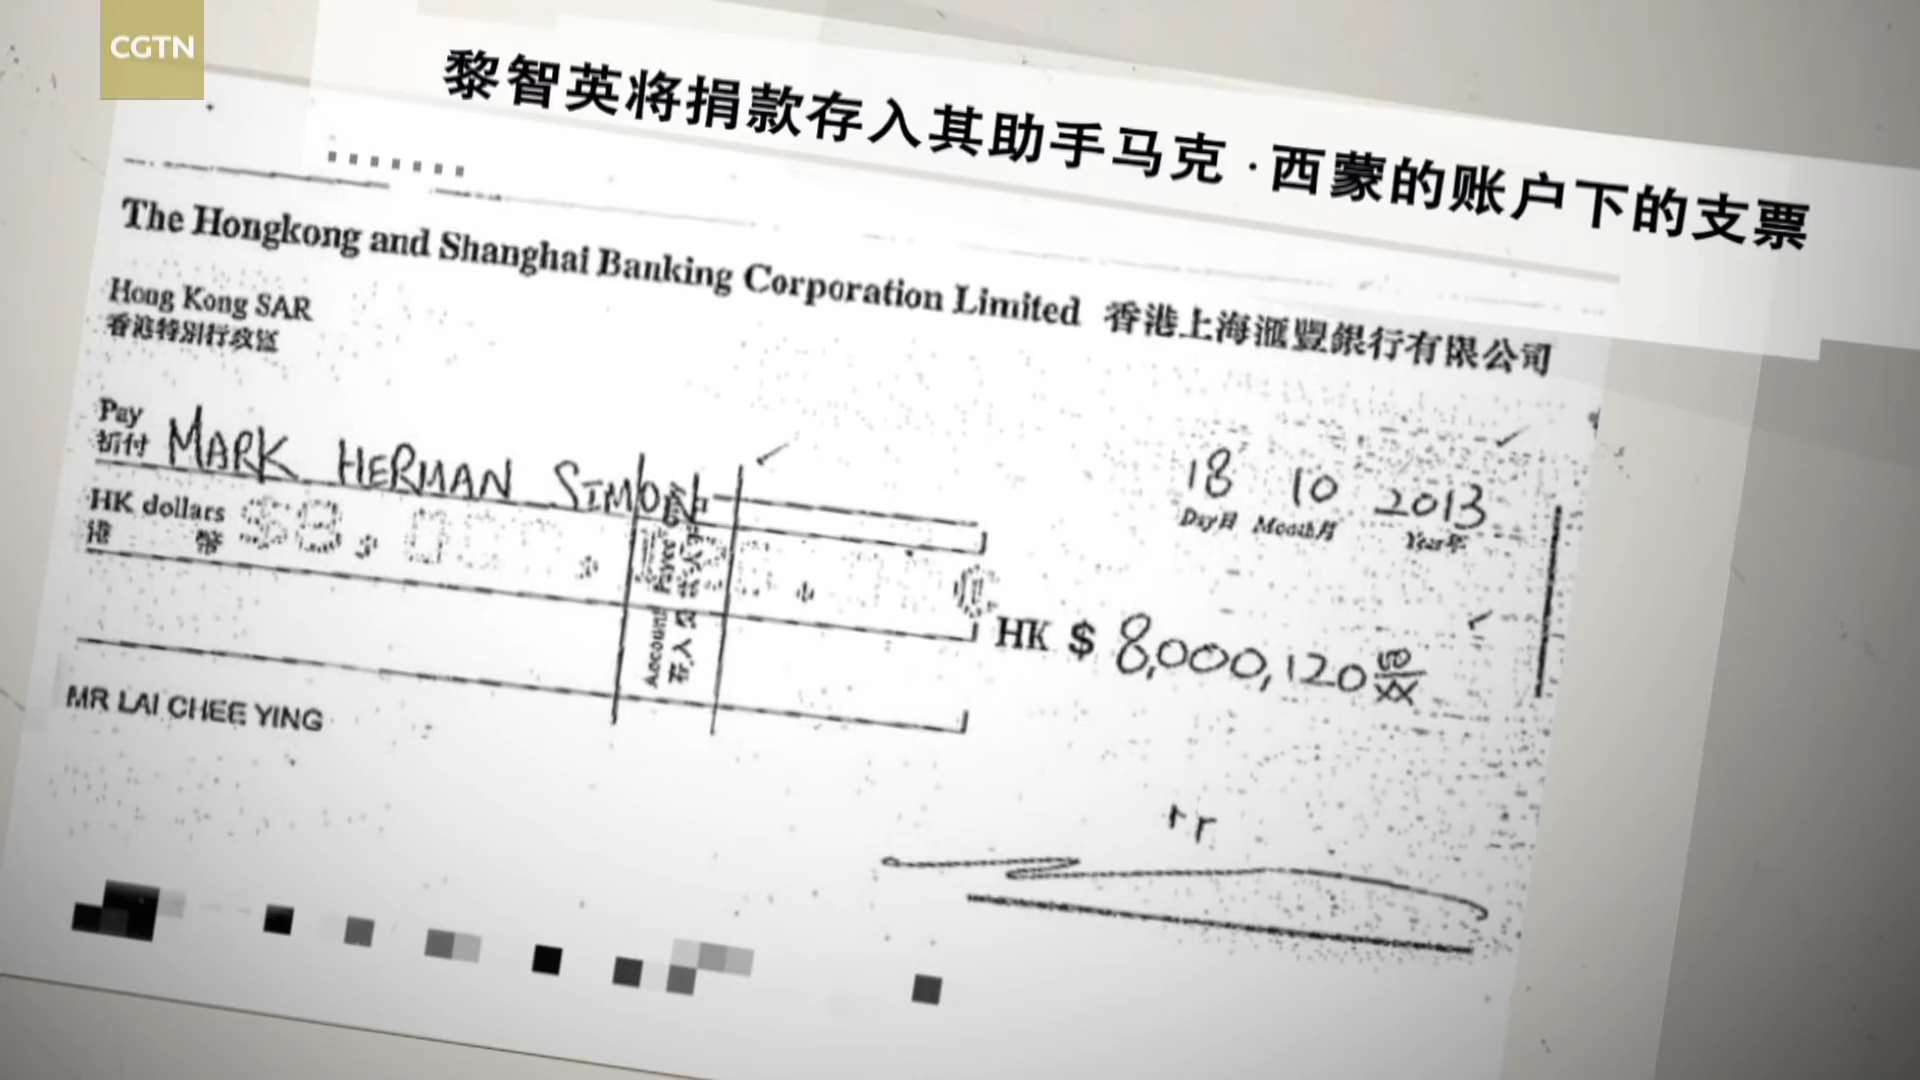 CGTN
黎智英将捐款存入其助手马克·西蒙的账户下的支票
The Hongkong and Shanghai Banking Corporation Limited 香港上海滙豐銀行有限公司
Hong Kong SAR
香港特別行政區
18 10 2013
Day日 Month月 Year年
Pay
祈付 MARK HERMAN SIMON
HK dollars
港 幣
HK $ 8,000,120
MR LAI CHEE YING